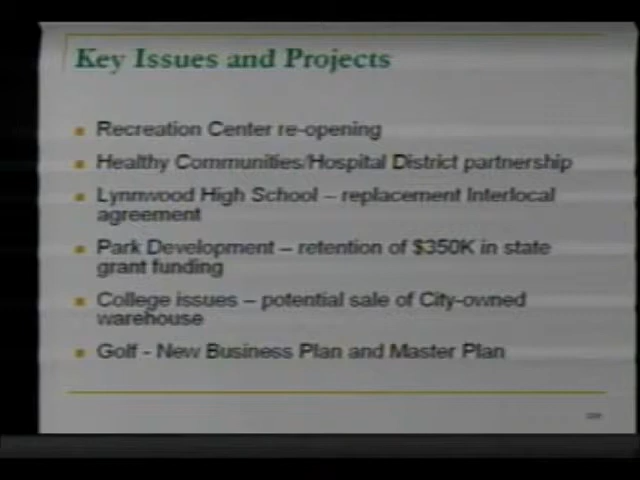 Key Issues and Projects
Recreation Center re-opening
Healthy Communities/Hospital District partnership
Lynnwood High School – replacement Interlocal
agreement
Park Development – retention of $350K in state
grant funding
College issues – potential sale of City-owned
warehouse
Golf - New Business Plan and Master Plan